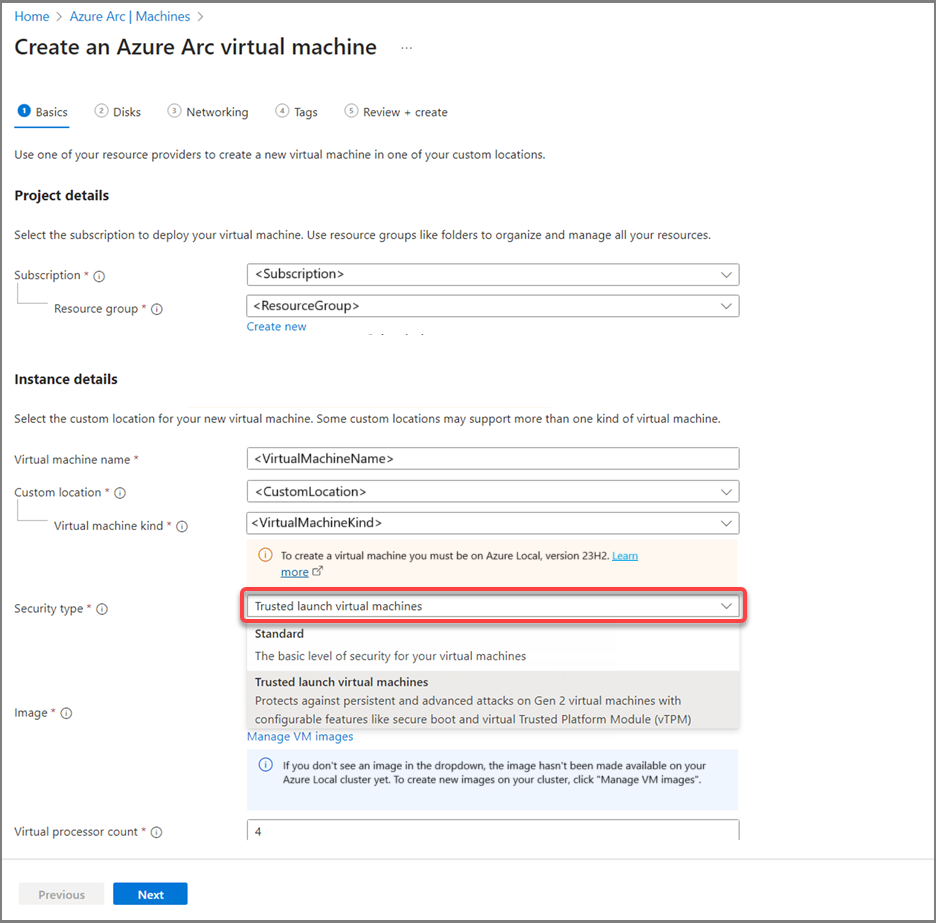 Home > Azure Arc | Machines >
Create an Azure Arc virtual machine ...
1 Basics 2 Disks 3 Networking 4 Tags 5 Review + create
Use one of your resource providers to create a new virtual machine in one of your custom locations.
Project details
Select the subscription to deploy your virtual machine. Use resource groups like folders to organize and manage all your resources.
Subscription * <Subscription>
Resource group * <ResourceGroup>
Create new
Instance details
Select the custom location for your new virtual machine. Some custom locations may support more than one kind of virtual machine.
Virtual machine name * <VirtualMachineName>
Custom location * <CustomLocation>
Virtual machine kind * <VirtualMachineKind>
To create a virtual machine you must be on Azure Local, version 23H2. Learn
more
Security type * Trusted launch virtual machines
Standard
The basic level of security for your virtual machines
Trusted launch virtual machines
Protects against persistent and advanced attacks on Gen 2 virtual machines with
configurable features like secure boot and virtual Trusted Platform Module (vTPM)
Image *
Manage VM images
If you don't see an image in the dropdown, the image hasn't been made available on your
Azure Local cluster yet. To create new images on your cluster, click "Manage VM images".
Virtual processor count * 4
Previous Next